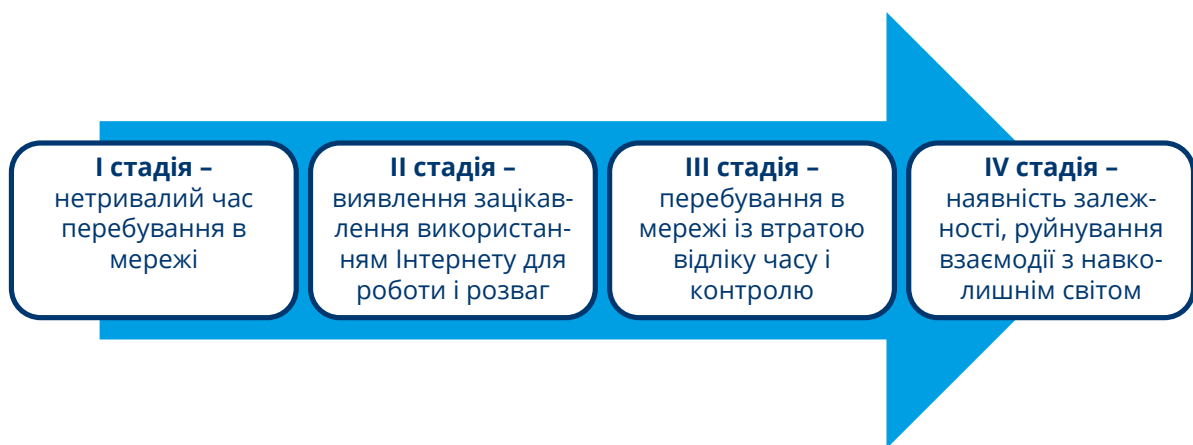 І стадія –
нетривалий час
перебування в
мережі
ІІ стадія –
виявлення зацікав-
лення використан-
ням Інтернету для
роботи і розваг
ІІІ стадія –
перебування в
мережі із втратою
відліку часу і
контролю
IV стадія –
наявність залеж-
ності, руйнування
взаємодії з навко-
лишнім світом